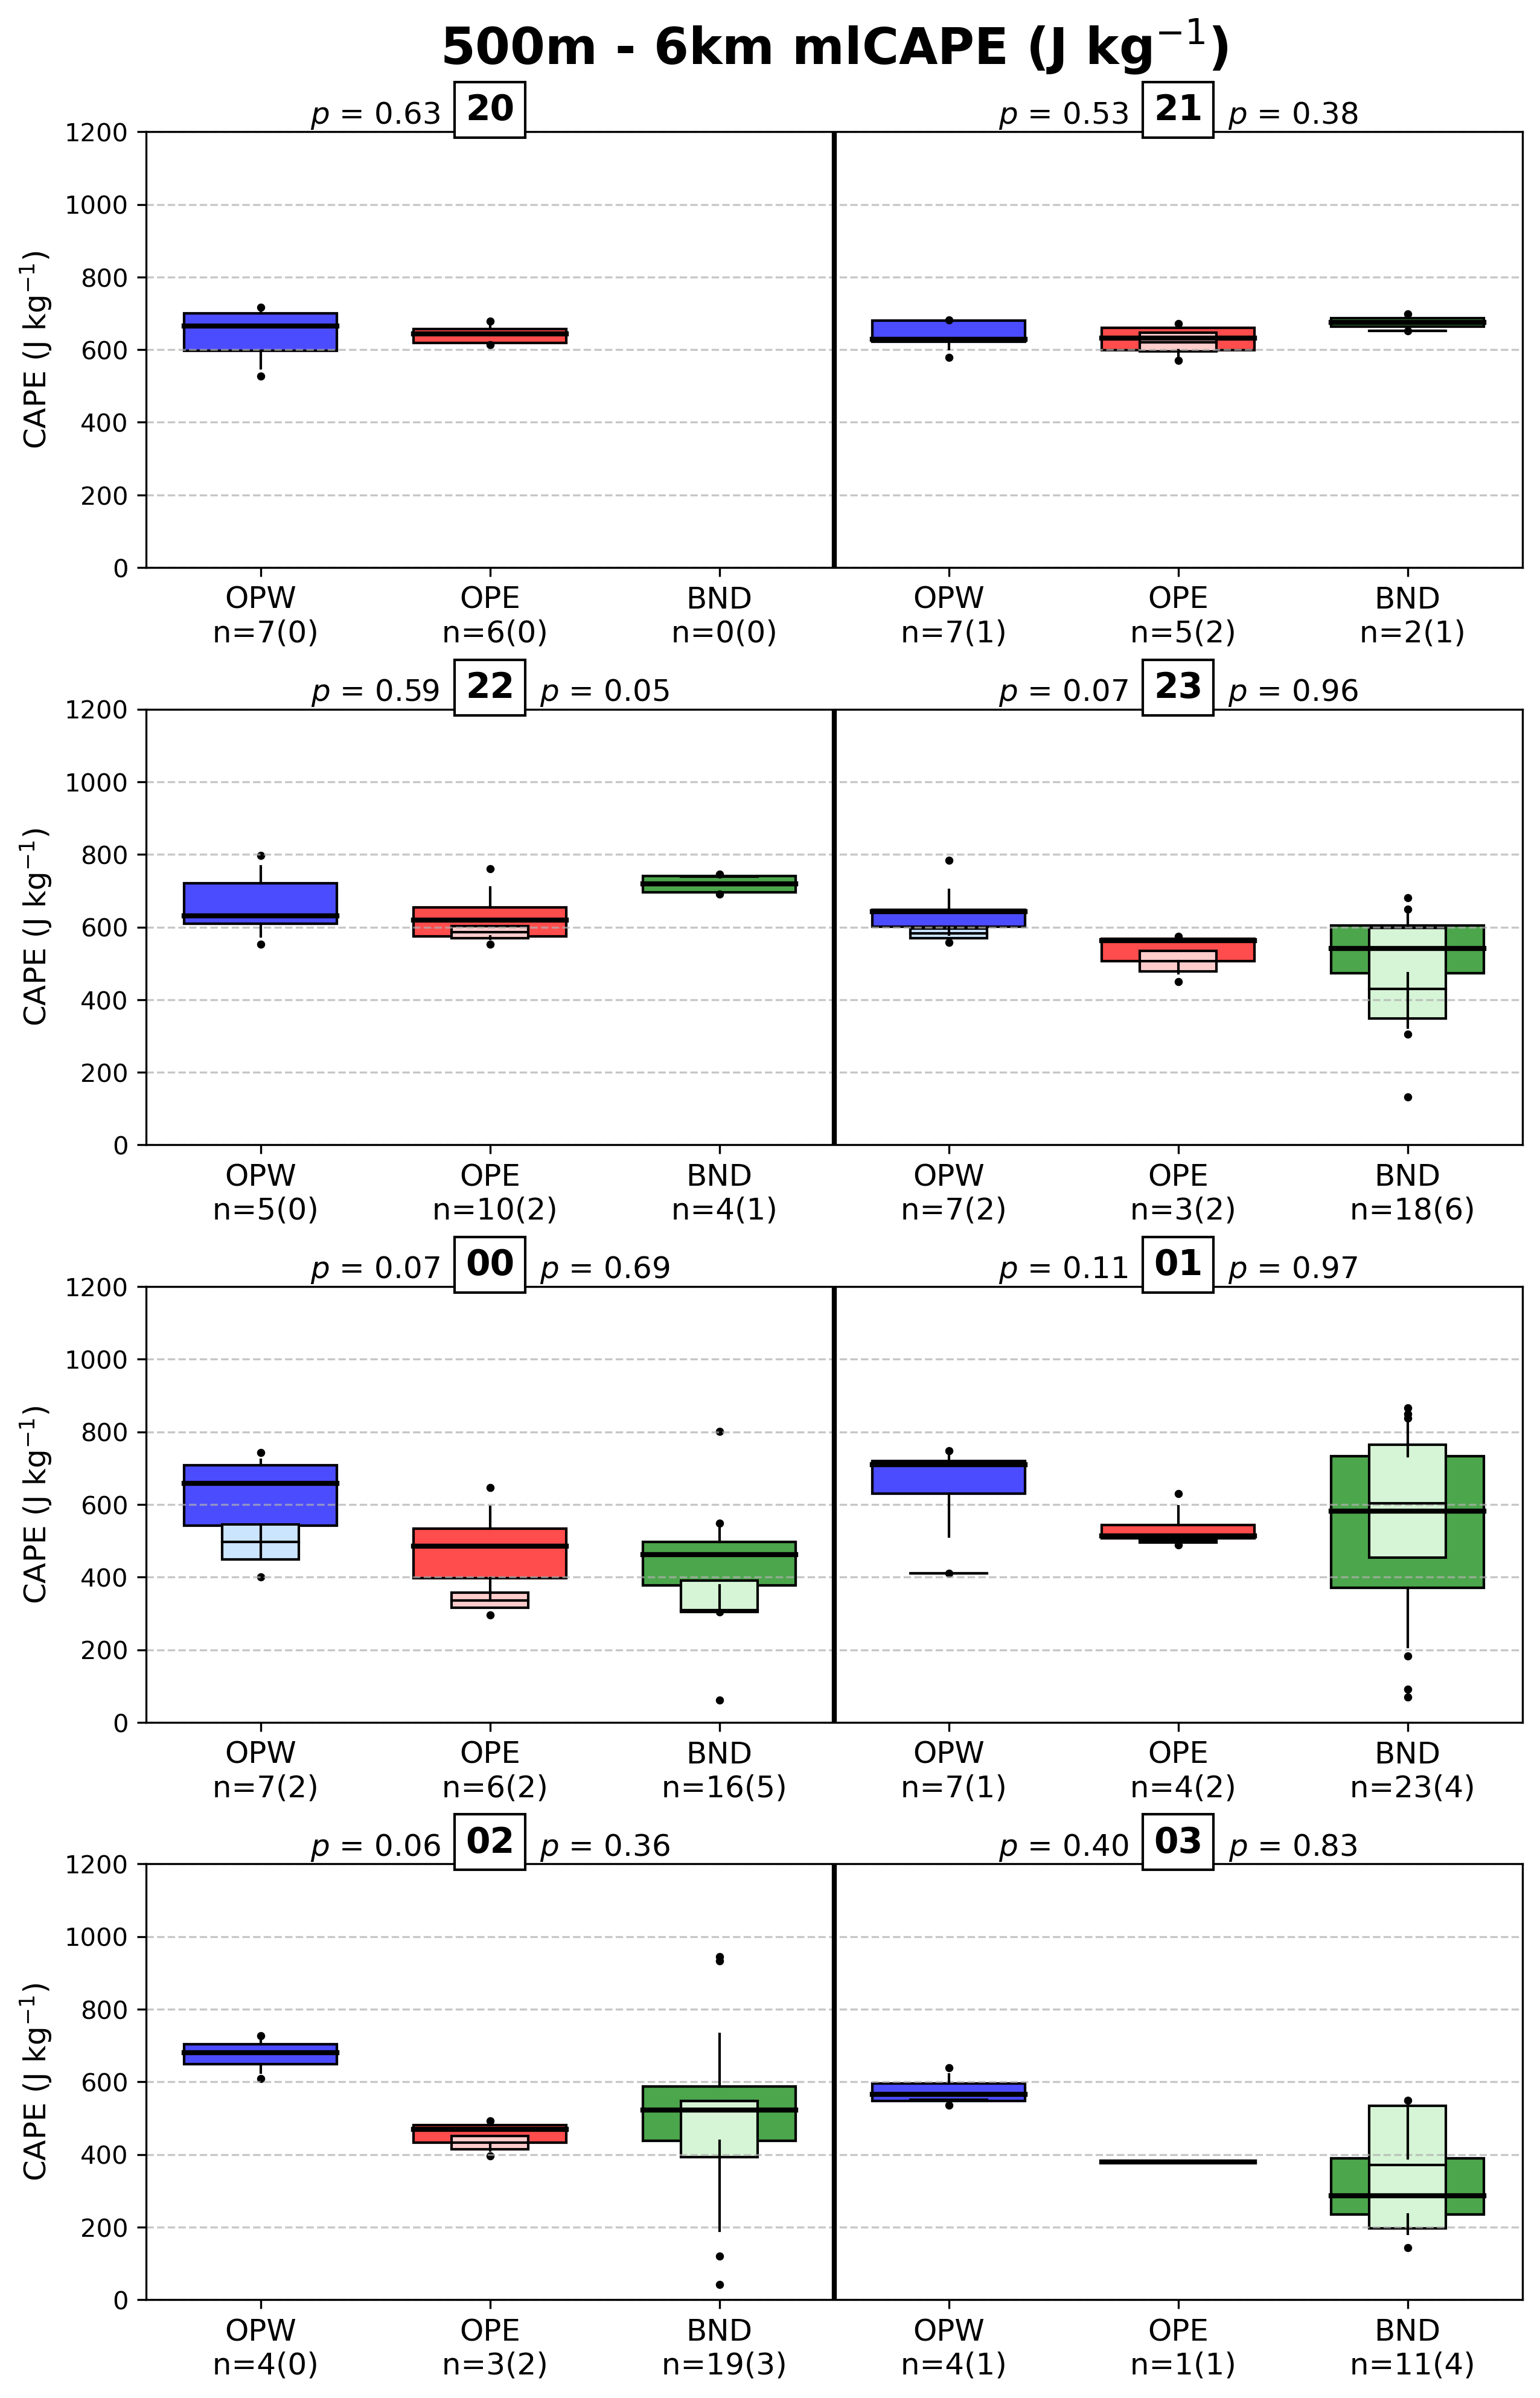 500m - 6km mlCAPE (J kg⁻¹)
p = 0.63 20
p = 0.53 21 p = 0.38
1200
1000
800
600
400
200
0
CAPE (J kg⁻¹)
OPW OPE BND OPW OPE BND
n=7(0) n=6(0) n=0(0) n=7(1) n=5(2) n=2(1)
p = 0.59 22 p = 0.05
p = 0.07 23 p = 0.96
1200
1000
800
600
400
200
0
CAPE (J kg⁻¹)
OPW OPE BND OPW OPE BND
n=5(0) n=10(2) n=4(1) n=7(2) n=3(2) n=18(6)
p = 0.07 00 p = 0.69
p = 0.11 01 p = 0.97
1200
1000
800
600
400
200
0
CAPE (J kg⁻¹)
OPW OPE BND OPW OPE BND
n=7(2) n=6(2) n=16(5) n=7(1) n=4(2) n=23(4)
p = 0.06 02 p = 0.36
p = 0.40 03 p = 0.83
1200
1000
800
600
400
200
0
CAPE (J kg⁻¹)
OPW OPE BND OPW OPE BND
n=4(0) n=3(2) n=19(3) n=4(1) n=1(1) n=11(4)